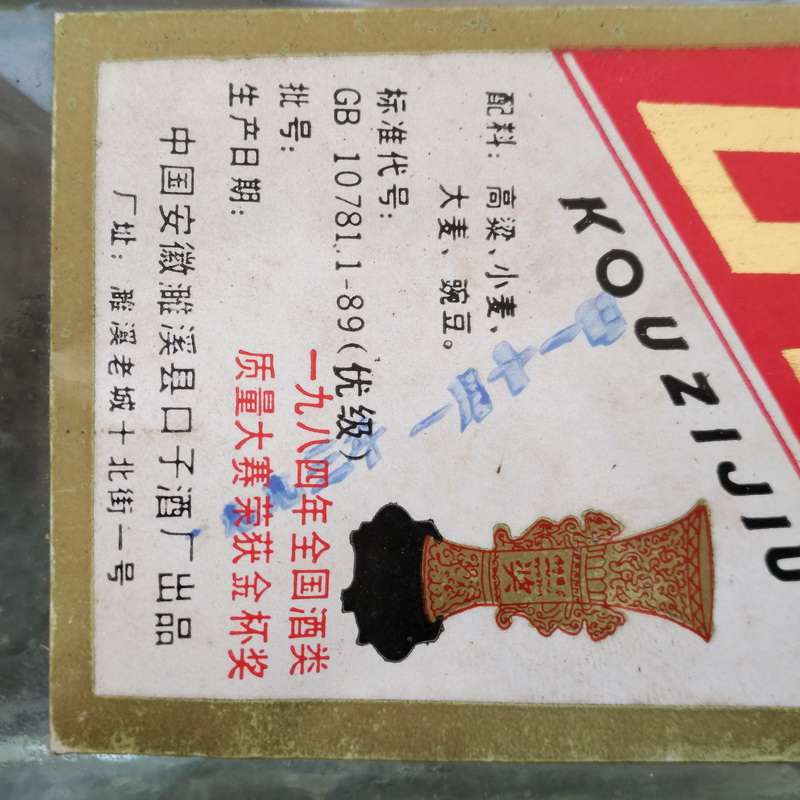 KOUZIJIU
配料：高粱、小麦、
大麦、豌豆。
标准代号：
GB 10781.1-89(优级)
批号：
生产日期：
一九八四年全国酒类
质量大赛荣获金杯奖
中国安徽濉溪县口子酒厂出品
厂址：濉溪老城十北街一号
奖